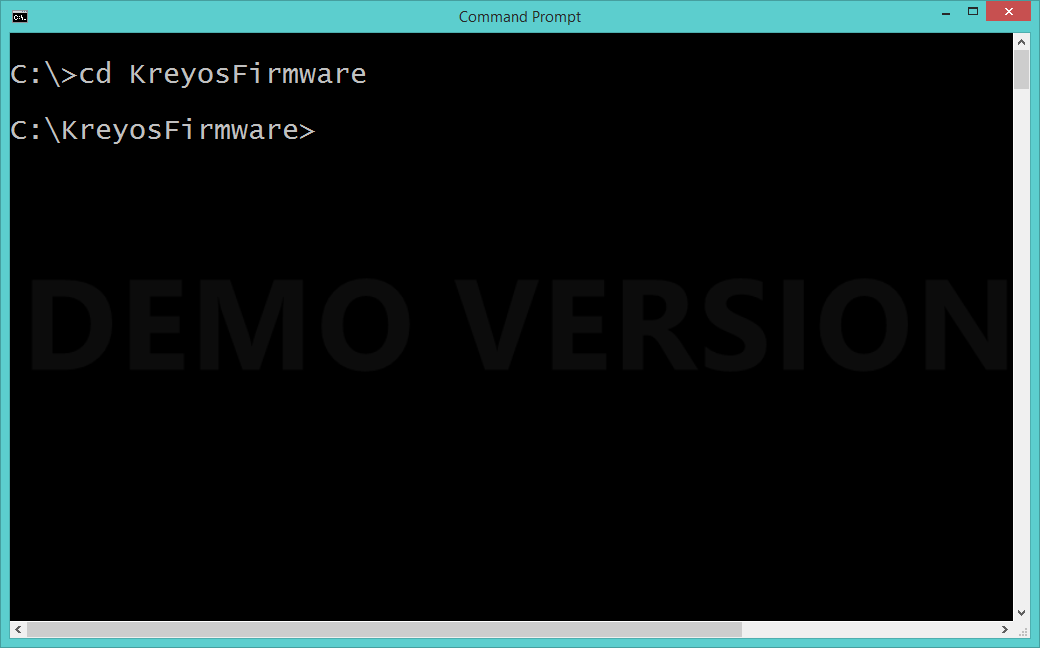 Command Prompt
C:\>cd KreyosFirmware
C:\KreyosFirmware>
DEMO VERSION